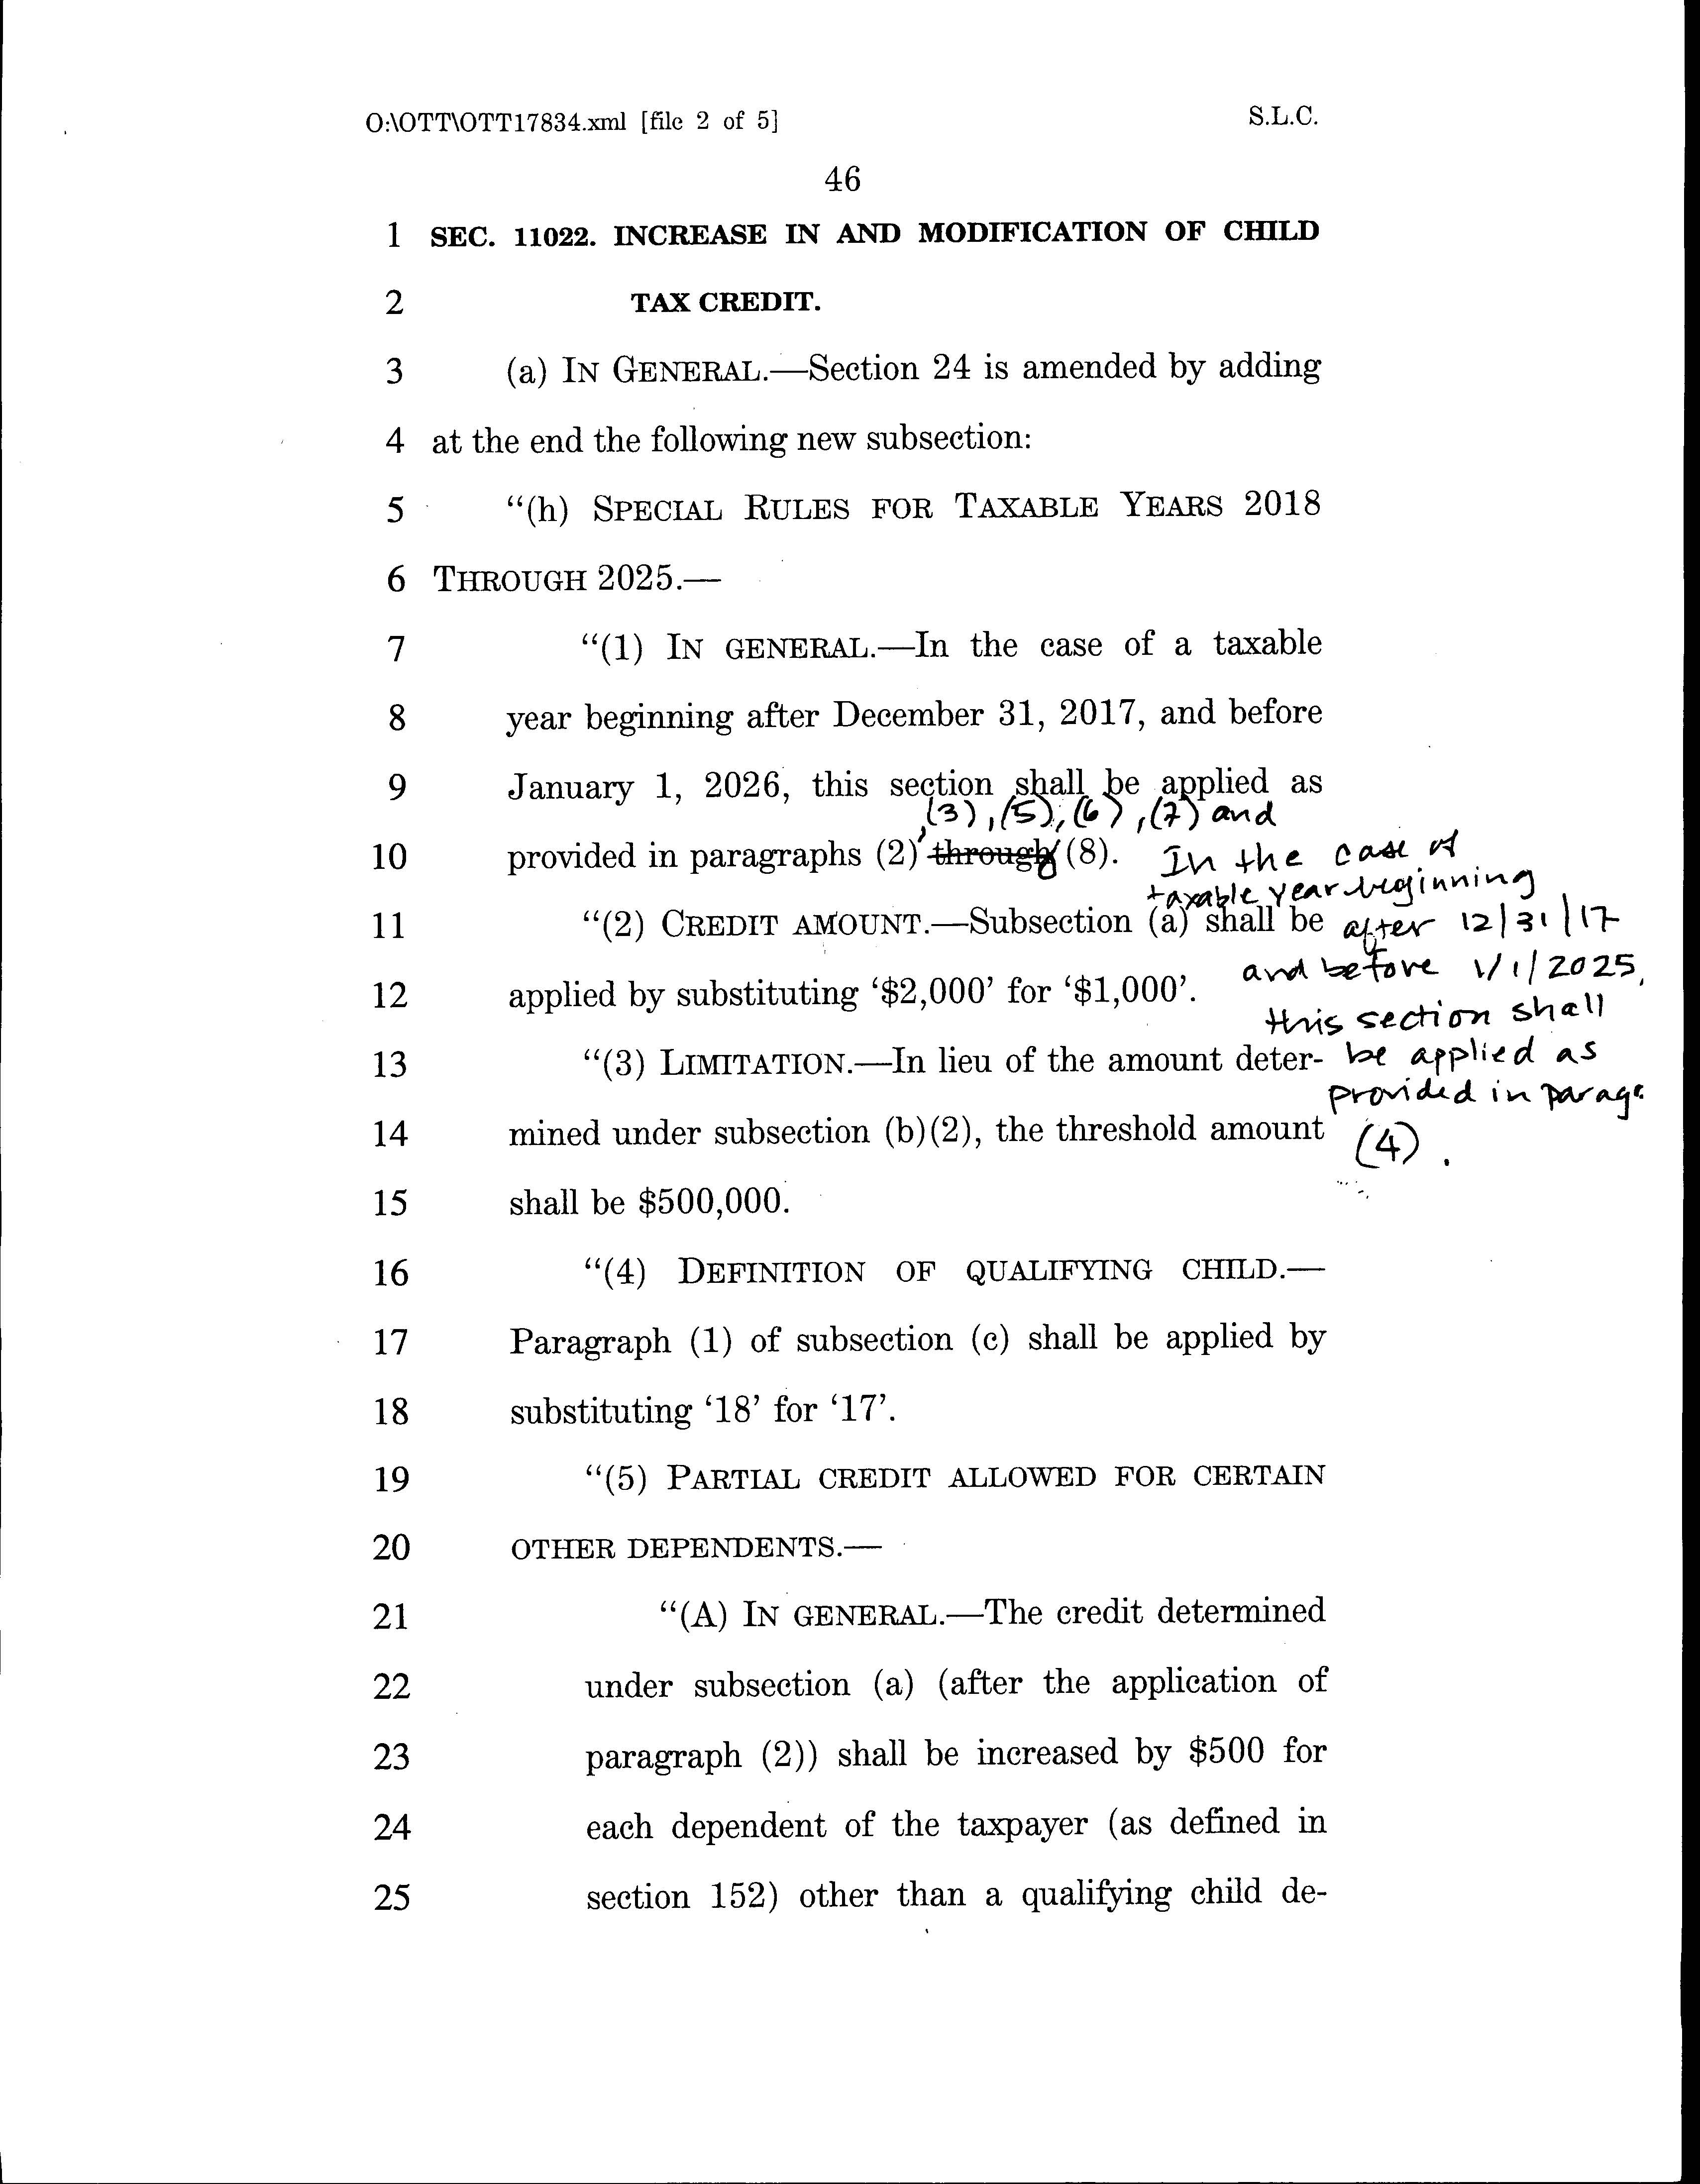 O:\OTT\OTT17834.xml [file 2 of 5] S.L.C.
46
1 SEC. 11022. INCREASE IN AND MODIFICATION OF CHILD
2 TAX CREDIT.
3 (a) IN GENERAL.—Section 24 is amended by adding
4 at the end the following new subsection:
5 “(h) SPECIAL RULES FOR TAXABLE YEARS 2018
6 THROUGH 2025.—
7 “(1) IN GENERAL.—In the case of a taxable
8 year beginning after December 31, 2017, and before
9 January 1, 2026, this section shall be applied as
, (3), (5), (6), (7) and
10 provided in paragraphs (2) through (8). In the case of
taxable year beginning
11 “(2) CREDIT AMOUNT.—Subsection (a) shall be after 12/31/17
and before 1/1/2025,
12 applied by substituting ‘$2,000’ for ‘$1,000’.
this section shall
13 “(3) LIMITATION.—In lieu of the amount deter- be applied as
provided in parag.
14 mined under subsection (b)(2), the threshold amount (4).
15 shall be $500,000.
16 “(4) DEFINITION OF QUALIFYING CHILD.—
17 Paragraph (1) of subsection (c) shall be applied by
18 substituting ‘18’ for ‘17’.
19 “(5) PARTIAL CREDIT ALLOWED FOR CERTAIN
20 OTHER DEPENDENTS.—
21 “(A) IN GENERAL.—The credit determined
22 under subsection (a) (after the application of
23 paragraph (2)) shall be increased by $500 for
24 each dependent of the taxpayer (as defined in
25 section 152) other than a qualifying child de-